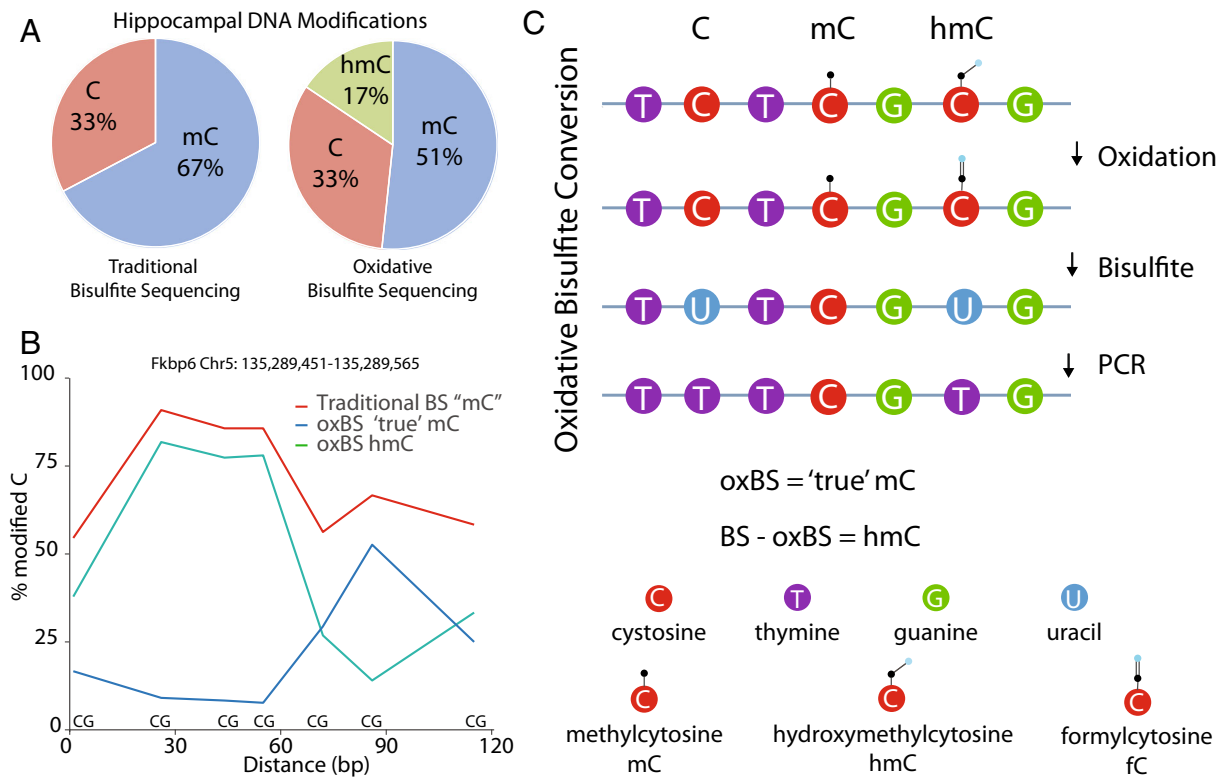 A
Hippocampal DNA Modifications
C
33%
mC
67%
Traditional
Bisulfite Sequencing
hmC
17%
C
33%
mC
51%
Oxidative
Bisulfite Sequencing
B
Fkbp6 Chr5: 135,289,451-135,289,565
Traditional BS "mC"
oxBS 'true' mC
oxBS hmC
% modified C
100
75
50
25
0
CG CG CG CG CG CG CG
0 30 60 90 120
Distance (bp)
C
Oxidative Bisulfite Conversion
C mC hmC
T C T C G C G
Oxidation
T C T C G C G
Bisulfite
T U T C G U G
PCR
T T T C G T G
oxBS = 'true' mC
BS - oxBS = hmC
C T G U
cystosine thymine guanine uracil
C C C
methylcytosine hydroxymethylcytosine formylcytosine
mC hmC fC